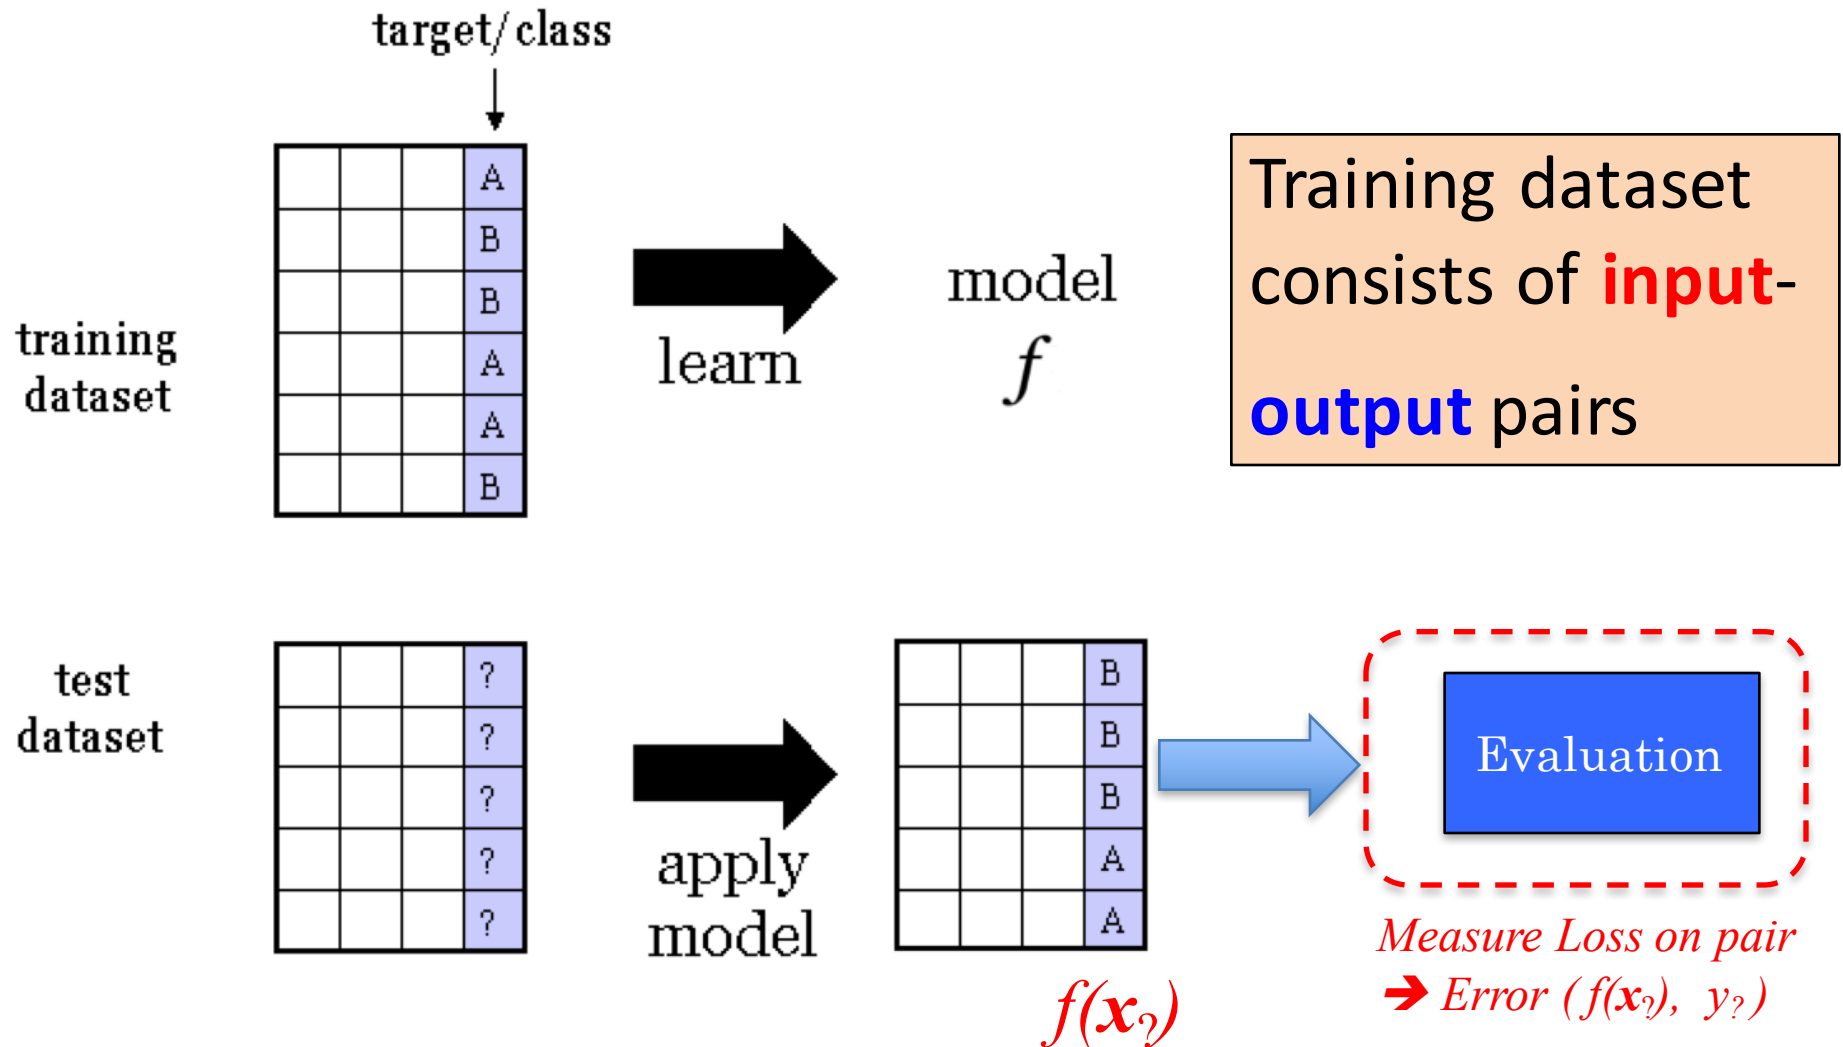 target/class
A
B
B
A
A
B
training
dataset
learn
model
f
Training dataset
consists of input-
output pairs
test
dataset
?
?
?
?
?
apply
model
B
B
B
A
A
f(x?)
Evaluation
Measure Loss on pair
➔ Error ( f(x?), y? )